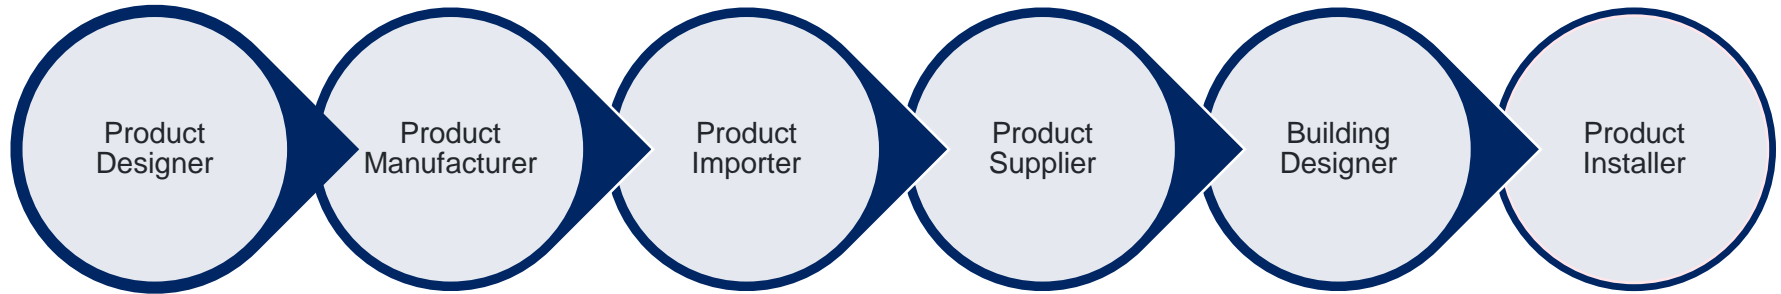 Product
Designer
Product
Manufacturer
Product
Importer
Product
Supplier
Building
Designer
Product
Installer